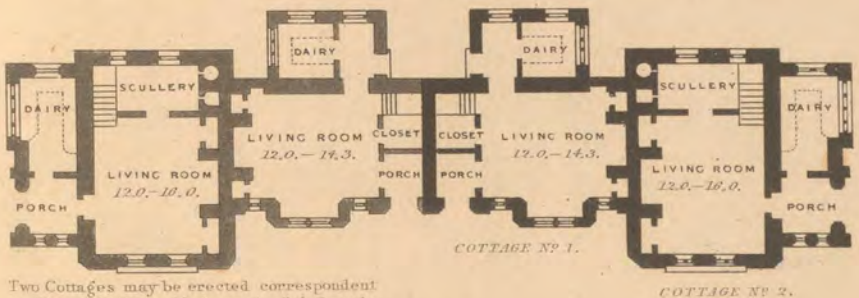 DAIRY
SCULLERY
LIVING ROOM
12.0.–16.0.
PORCH
DAIRY
LIVING ROOM
12.0.–14.3.
CLOSET
PORCH
CLOSET
PORCH
DAIRY
LIVING ROOM
12.0.–14.3.
SCULLERY
LIVING ROOM
12.0.–16.0.
DAIRY
PORCH
COTTAGE Nº 1.
Two Cottages may be erected correspondent
COTTAGE Nº 2.